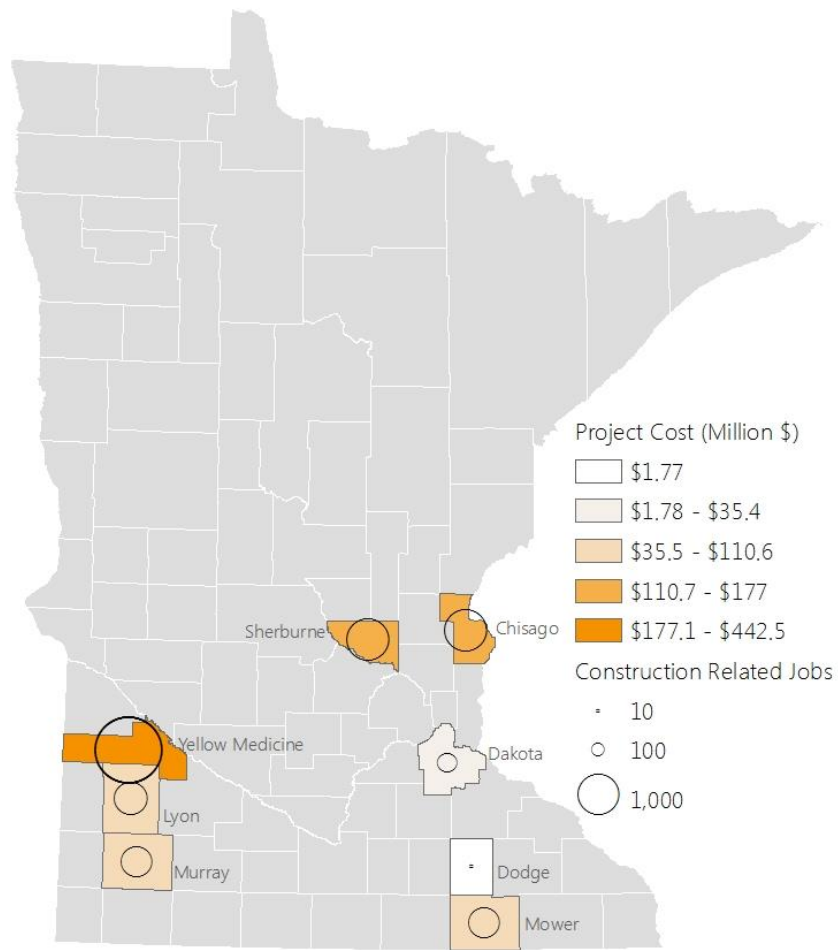 Project Cost (Million $)
$1.77
$1.78 - $35.4
$35.5 - $110.6
$110.7 - $177
$177.1 - $442.5
Construction Related Jobs
10
100
1,000
Sherburne
Chisago
Yellow Medicine
Dakota
Lyon
Murray
Dodge
Mower